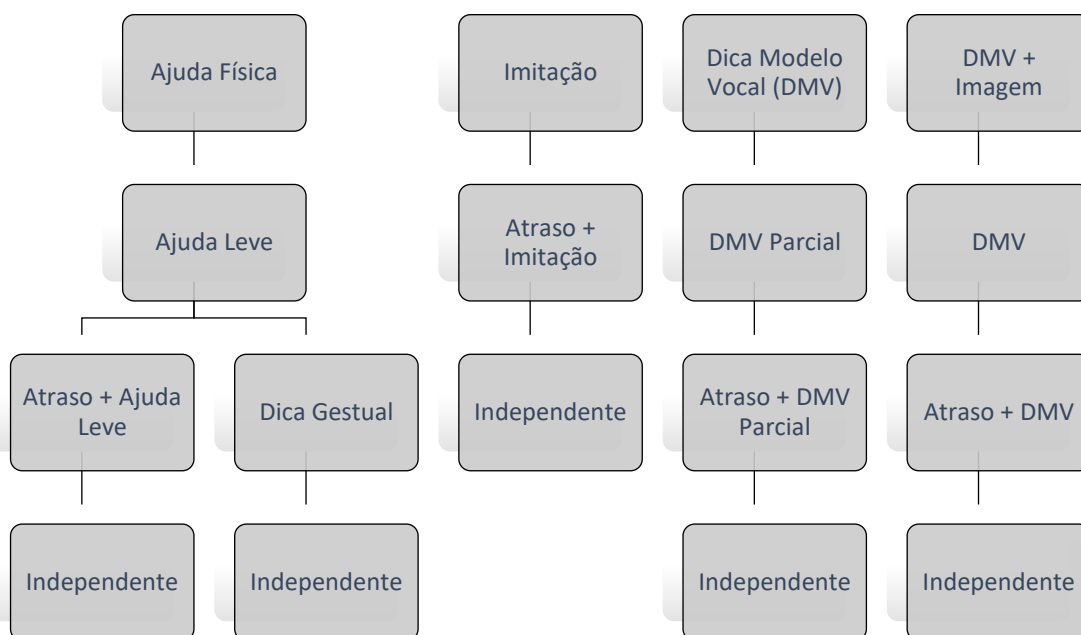 Ajuda Física
Imitação
Dica Modelo
Vocal (DMV)
DMV +
Imagem
Ajuda Leve
Atraso +
Imitação
DMV Parcial
DMV
Atraso + Ajuda
Leve
Dica Gestual
Independente
Atraso + DMV
Parcial
Atraso + DMV
Independente
Independente
Independente
Independente